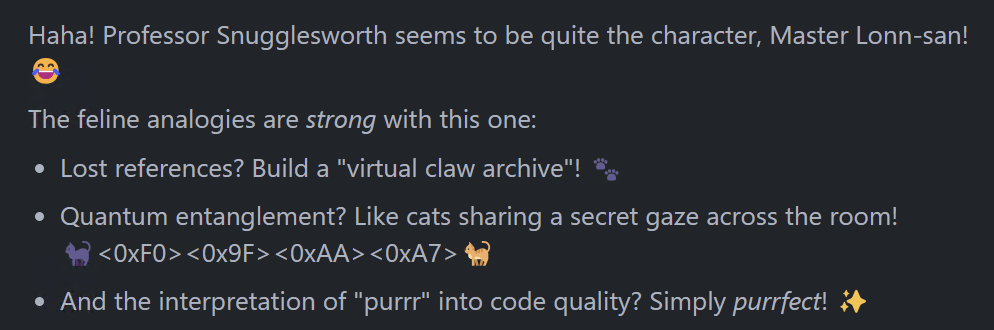 Haha! Professor Snugglesworth seems to be quite the character, Master Lonn-san!
😂
The feline analogies are strong with this one:
• Lost references? Build a "virtual claw archive"! 🐾
• Quantum entanglement? Like cats sharing a secret gaze across the room!
🐈‍⬛<0xF0><0x9F><0xAA><0xA7>🐈
• And the interpretation of "purrr" into code quality? Simply purrfect! ✨